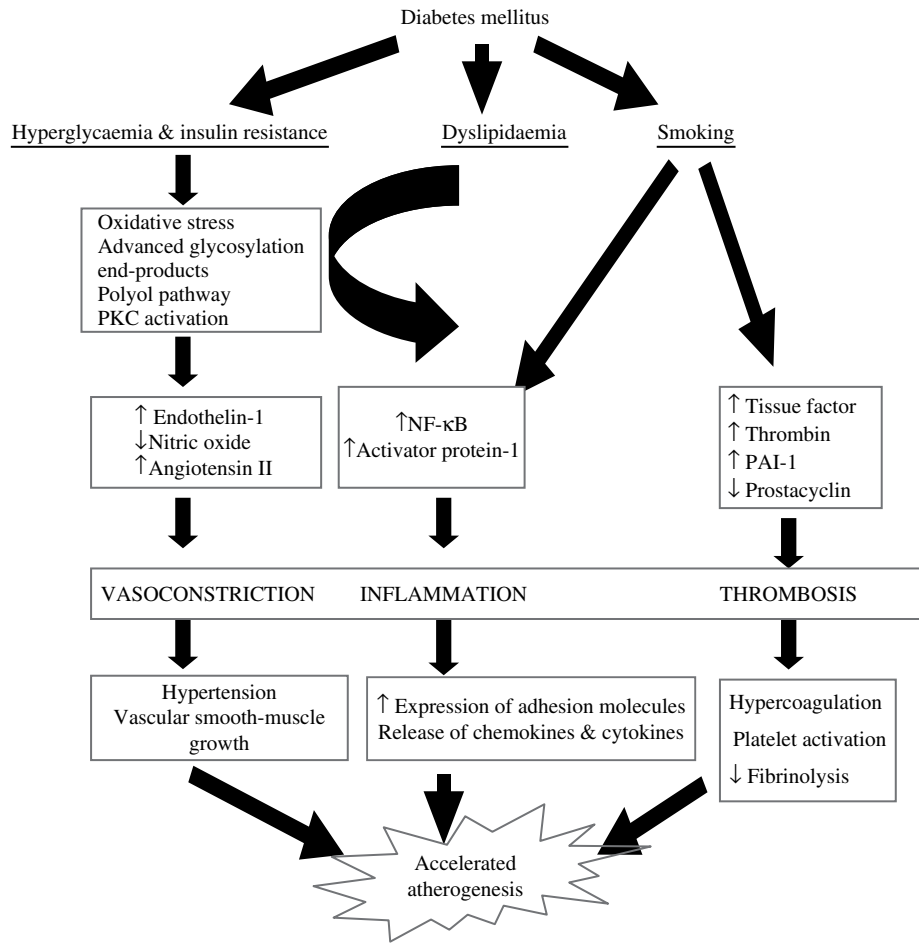 Diabetes mellitus
Hyperglycaemia & insulin resistance
Dyslipidaemia
Smoking
Oxidative stress
Advanced glycosylation
end-products
Polyol pathway
PKC activation
↑ Endothelin-1
↓Nitric oxide
↑Angiotensin II
↑NF-κB
↑Activator protein-1
↑ Tissue factor
↑ Thrombin
↑ PAI-1
↓ Prostacyclin
VASOCONSTRICTION
INFLAMMATION
THROMBOSIS
Hypertension
Vascular smooth-muscle
growth
↑ Expression of adhesion molecules
Release of chemokines & cytokines
Hypercoagulation
Platelet activation
↓ Fibrinolysis
Accelerated
atherogenesis